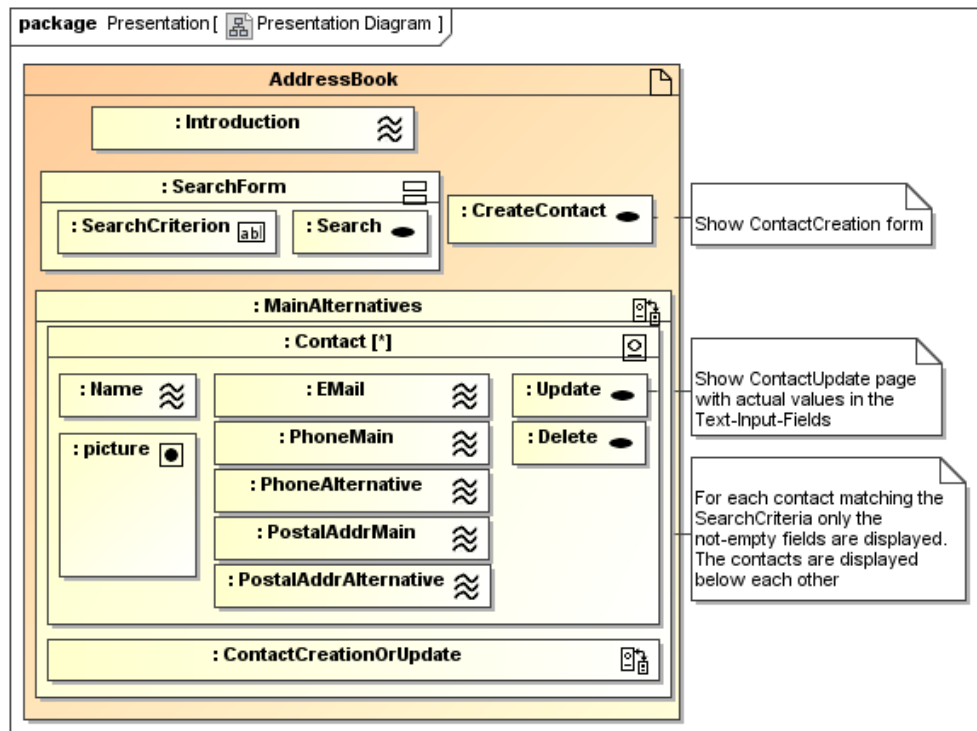 package Presentation [ Presentation Diagram ]
AddressBook
: Introduction
: SearchForm
: SearchCriterion ab|
: Search
: CreateContact
Show ContactCreation form
: MainAlternatives
: Contact [*]
: Name
: EMail
: Update
Show ContactUpdate page
with actual values in the
Text-Input-Fields
: picture
: PhoneMain
: Delete
: PhoneAlternative
: PostalAddrMain
: PostalAddrAlternative
For each contact matching the
SearchCriteria only the
not-empty fields are displayed.
The contacts are displayed
below each other
: ContactCreationOrUpdate